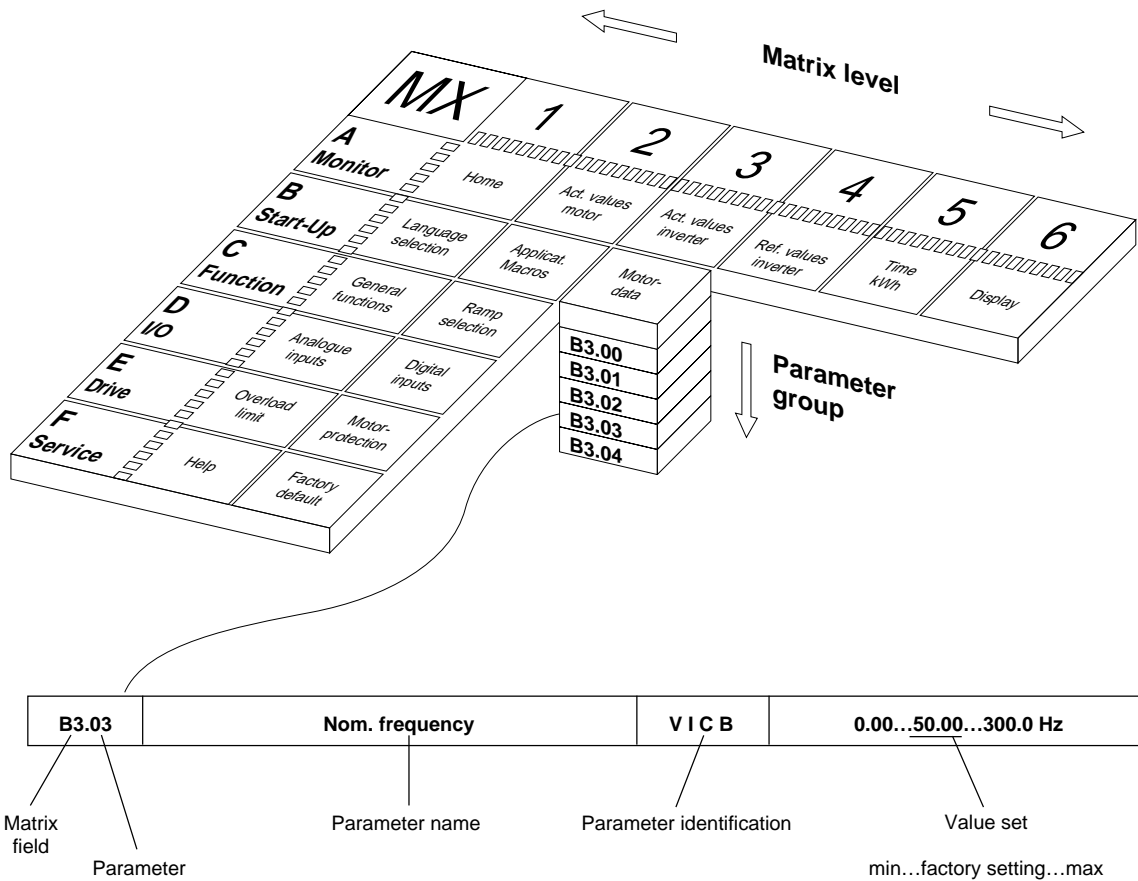 Matrix level
MX
1
2
3
4
5
6
A
Monitor
Home
Act. values
motor
Act. values
inverter
Ref. values
inverter
Time
kWh
Display
B
Start-Up
Language
selection
Applicat.
Macros
Motor-
data
C
Function
General
functions
Ramp
selection
D
I/O
Analogue
inputs
Digital
inputs
E
Drive
Overload
limit
Motor-
protection
F
Service
Help
Factory
default
B3.00
B3.01
B3.02
B3.03
B3.04
Parameter
group
B3.03 Nom. frequency V I C B 0.00...50.00...300.0 Hz
Matrix
field
Parameter
Parameter name
Parameter identification
Value set
min...factory setting...max